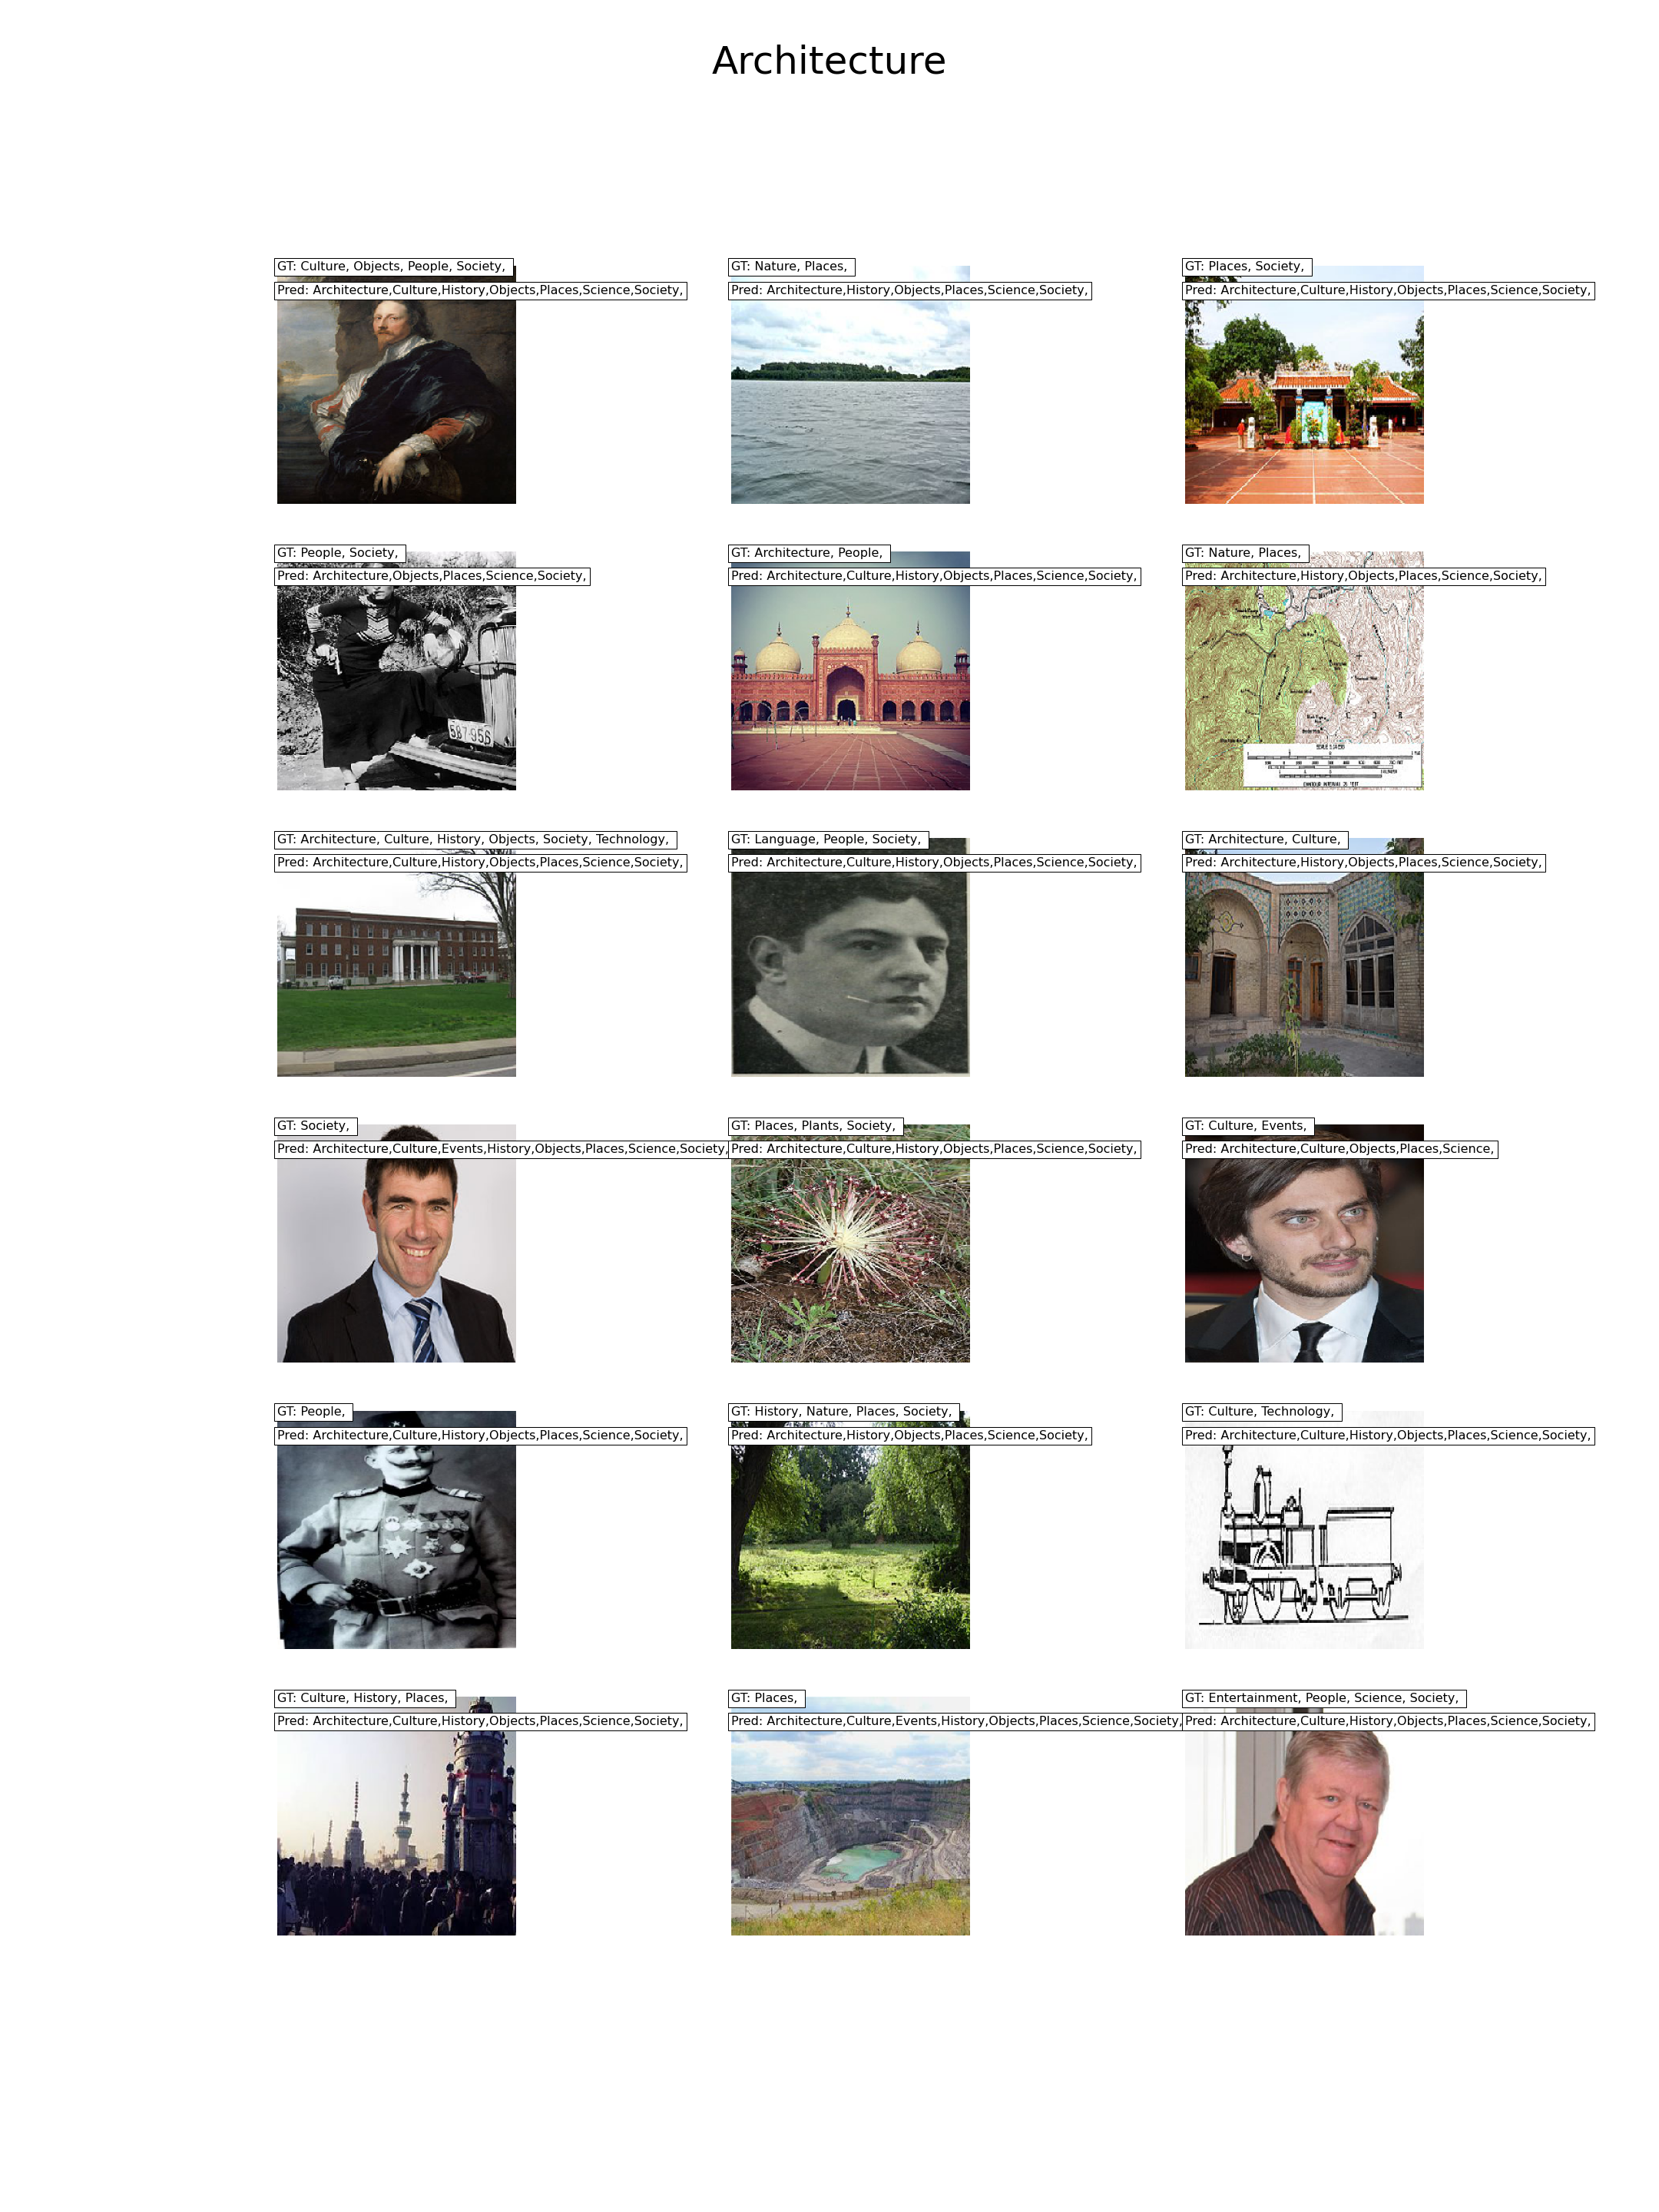 Architecture
GT: Culture, Objects, People, Society,
Pred: Architecture,Culture,History,Objects,Places,Science,Society,
GT: Nature, Places,
Pred: Architecture,History,Objects,Places,Science,Society,
GT: Places, Society,
Pred: Architecture,Culture,History,Objects,Places,Science,Society,
GT: People, Society,
Pred: Architecture,Objects,Places,Science,Society,
587-956
GT: Architecture, People,
Pred: Architecture,Culture,History,Objects,Places,Science,Society,
GT: Nature, Places,
Pred: Architecture,History,Objects,Places,Science,Society,
GT: Architecture, Culture, History, Objects, Society, Technology,
Pred: Architecture,Culture,History,Objects,Places,Science,Society,
GT: Language, People, Society,
Pred: Architecture,Culture,History,Objects,Places,Science,Society,
GT: Architecture, Culture,
Pred: Architecture,History,Objects,Places,Science,Society,
GT: Society,
Pred: Architecture,Culture,Events,History,Objects,Places,Science,Society,
GT: Places, Plants, Society,
Pred: Architecture,Culture,History,Objects,Places,Science,Society,
GT: Culture, Events,
Pred: Architecture,Culture,Objects,Places,Science,
GT: People,
Pred: Architecture,Culture,History,Objects,Places,Science,Society,
GT: History, Nature, Places, Society,
Pred: Architecture,History,Objects,Places,Science,Society,
GT: Culture, Technology,
Pred: Architecture,Culture,History,Objects,Places,Science,Society,
GT: Culture, History, Places,
Pred: Architecture,Culture,History,Objects,Places,Science,Society,
GT: Places,
Pred: Architecture,Culture,Events,History,Objects,Places,Science,Society,
GT: Entertainment, People, Science, Society,
Pred: Architecture,Culture,History,Objects,Places,Science,Society,